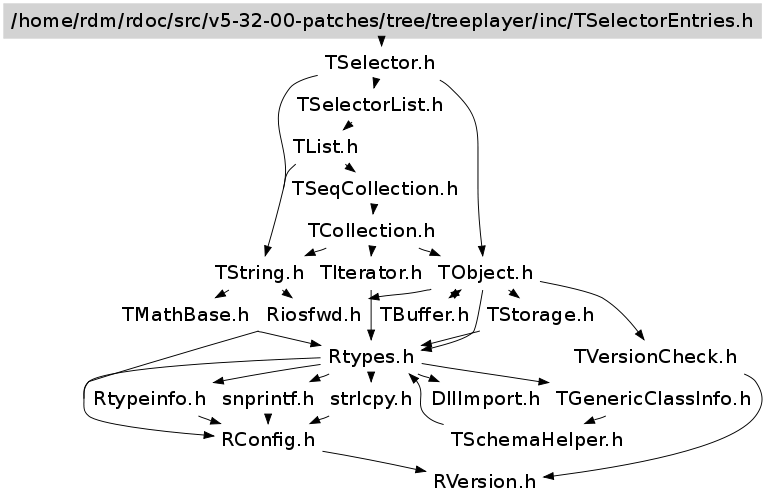 /home/rdm/rdoc/src/v5-32-00-patches/tree/treeplayer/inc/TSelectorEntries.h
TSelector.h
TSelectorList.h
TList.h
TSeqCollection.h
TCollection.h
TString.h
TIterator.h
TObject.h
TMathBase.h
Riosfwd.h
TBuffer.h
TStorage.h
Rtypes.h
TVersionCheck.h
Rtypeinfo.h
snprintf.h
strlcpy.h
DllImport.h
TGenericClassInfo.h
RConfig.h
TSchemaHelper.h
RVersion.h